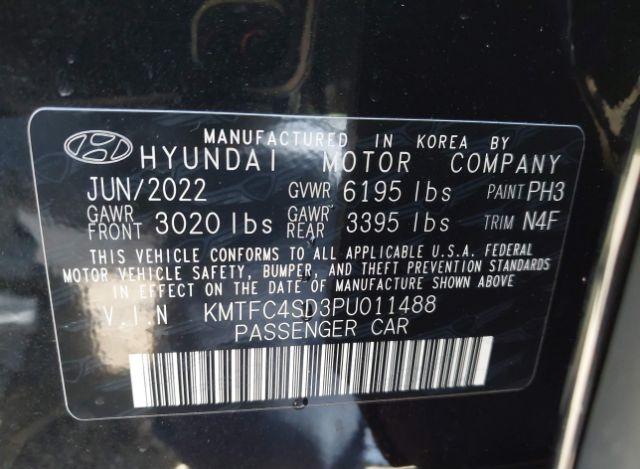 MANUFACTURED IN KOREA BY
HYUNDAI MOTOR COMPANY
JUN/2022 GVWR 6195 lbs PAINT PH3
GAWR FRONT 3020 lbs GAWR REAR 3395 lbs TRIM N4F
THIS VEHICLE CONFORMS TO ALL APPLICABLE U.S.A. FEDERAL
MOTOR VEHICLE SAFETY, BUMPER, AND THEFT PREVENTION STANDARDS
IN EFFECT ON THE DATE OF MANUFACTURE SHOWN ABOVE
V.I.N KMTFC4SD3PU011488
PASSENGER CAR